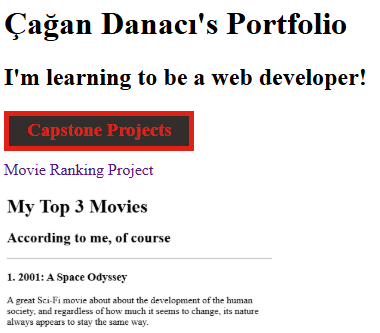 Çağan Danacı's Portfolio
I'm learning to be a web developer!
Capstone Projects
Movie Ranking Project
My Top 3 Movies
According to me, of course
1. 2001: A Space Odyssey
A great Sci-Fi movie about about the development of the human
society, and regardless of how much it seems to change, its nature
always appears to stay the same way.